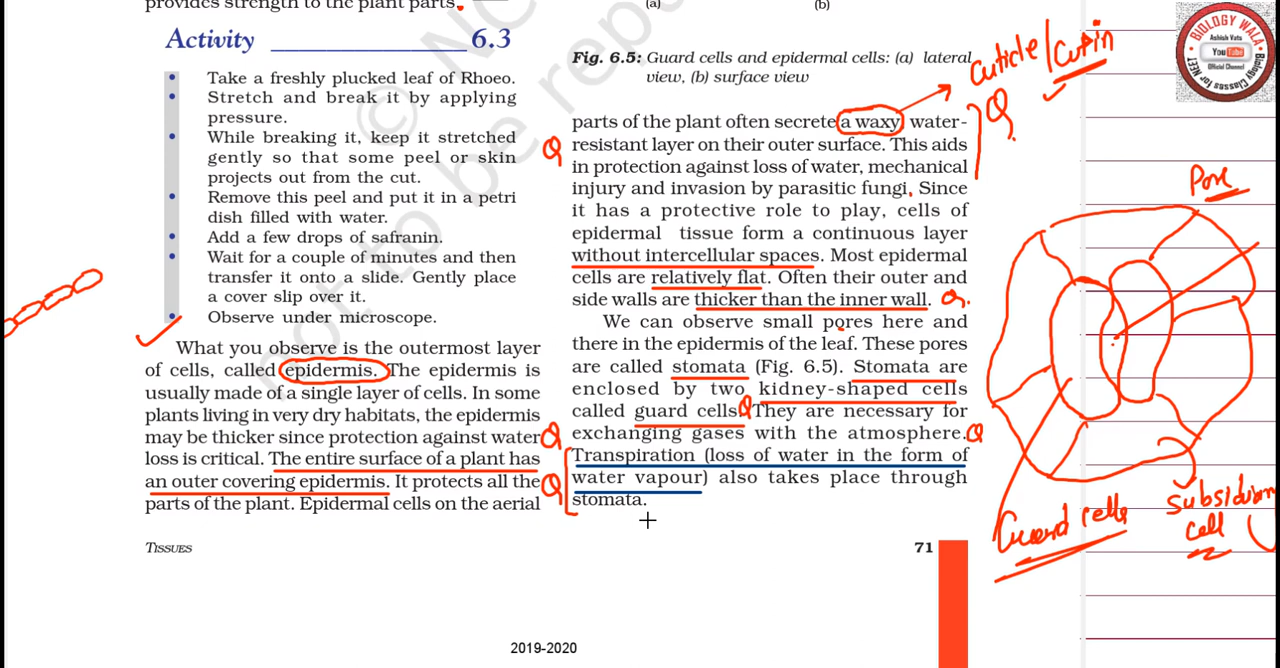 provides strength to the plant parts.
Activity 6.3
• Take a freshly plucked leaf of Rhoeo.
• Stretch and break it by applying
pressure.
• While breaking it, keep it stretched
gently so that some peel or skin
projects out from the cut.
• Remove this peel and put it in a petri
dish filled with water.
• Add a few drops of safranin.
• Wait for a couple of minutes and then
transfer it onto a slide. Gently place
a cover slip over it.
• Observe under microscope.
What you observe is the outermost layer
of cells, called epidermis. The epidermis is
usually made of a single layer of cells. In some
plants living in very dry habitats, the epidermis
may be thicker since protection against water
loss is critical. The entire surface of a plant has
an outer covering epidermis. It protects all the
parts of the plant. Epidermal cells on the aerial
(a) (b)
Fig. 6.5: Guard cells and epidermal cells: (a) lateral
view, (b) surface view
parts of the plant often secrete a waxy, water-
resistant layer on their outer surface. This aids
in protection against loss of water, mechanical
injury and invasion by parasitic fungi. Since
it has a protective role to play, cells of
epidermal tissue form a continuous layer
without intercellular spaces. Most epidermal
cells are relatively flat. Often their outer and
side walls are thicker than the inner wall.
We can observe small pores here and
there in the epidermis of the leaf. These pores
are called stomata (Fig. 6.5). Stomata are
enclosed by two kidney-shaped cells
called guard cells. They are necessary for
exchanging gases with the atmosphere.
Transpiration (loss of water in the form of
water vapour) also takes place through
stomata.
Cuticle/Cutin
Q
Q
Q
Q
Q
Q
Q
Pore
Guard cells
Subsidiary
cell
BIOLOGY WALA
Ashish Vats
You Tube
Official Channel
Biology Classes for NEET
not to be rep
© NC
TISSUES
71
2019-2020